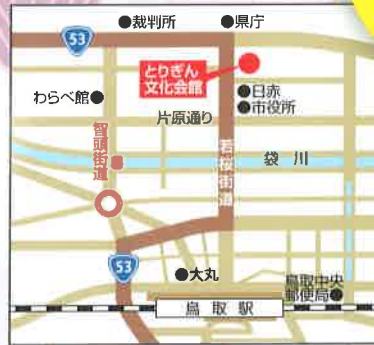 53
●裁判所
●県庁
とりぎん
文化会館
わらべ館●
●日赤
●市役所
片原通り
智頭街道
若桜街道
袋川
53
●大丸
鳥取中央
郵便局●
鳥取駅